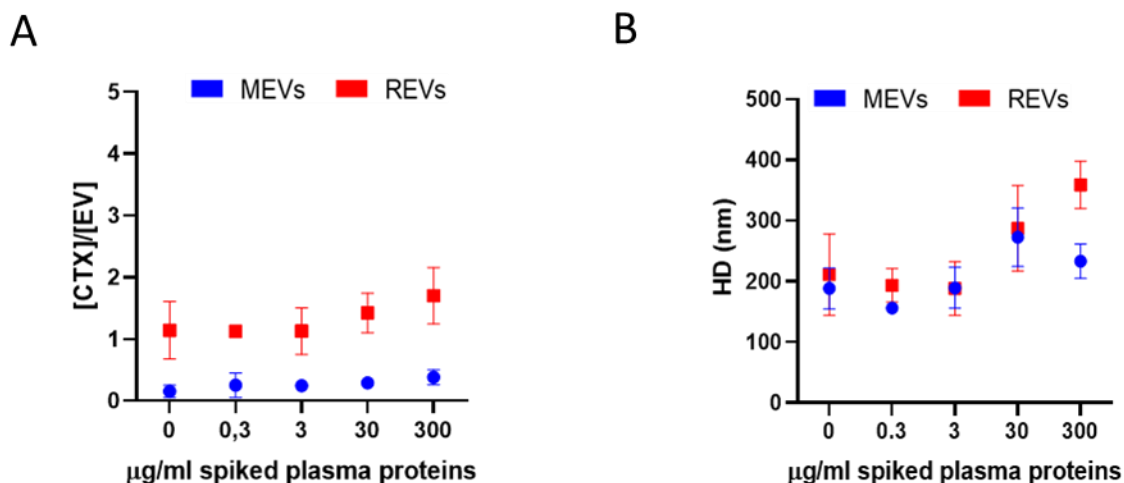 A
MEVs REVs
5
4
3
2
1
0
[CTX]/[EV]
0 0,3 3 30 300
μg/ml spiked plasma proteins
B
MEVs REVs
500
400
300
200
100
0
HD (nm)
0 0.3 3 30 300
μg/ml spiked plasma proteins